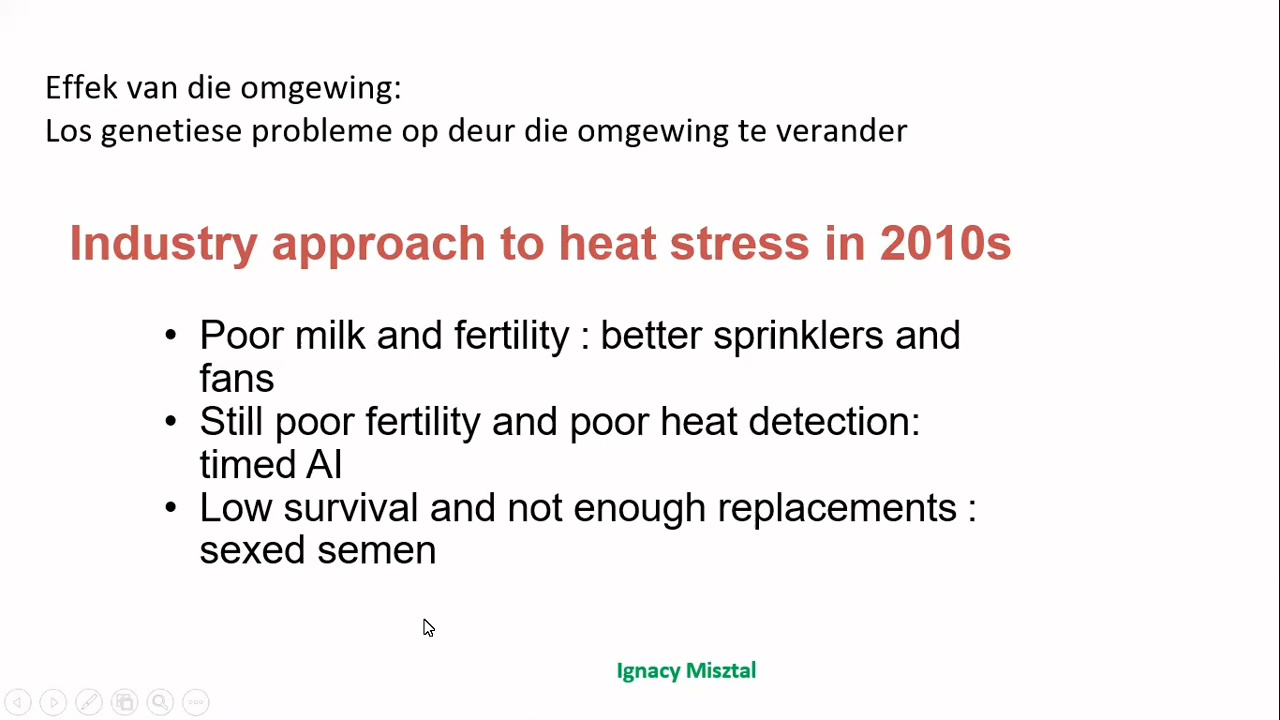 Effek van die omgewing:
Los genetiese probleme op deur die omgewing te verander
Industry approach to heat stress in 2010s
• Poor milk and fertility : better sprinklers and
fans
• Still poor fertility and poor heat detection:
timed AI
• Low survival and not enough replacements :
sexed semen
Ignacy Misztal